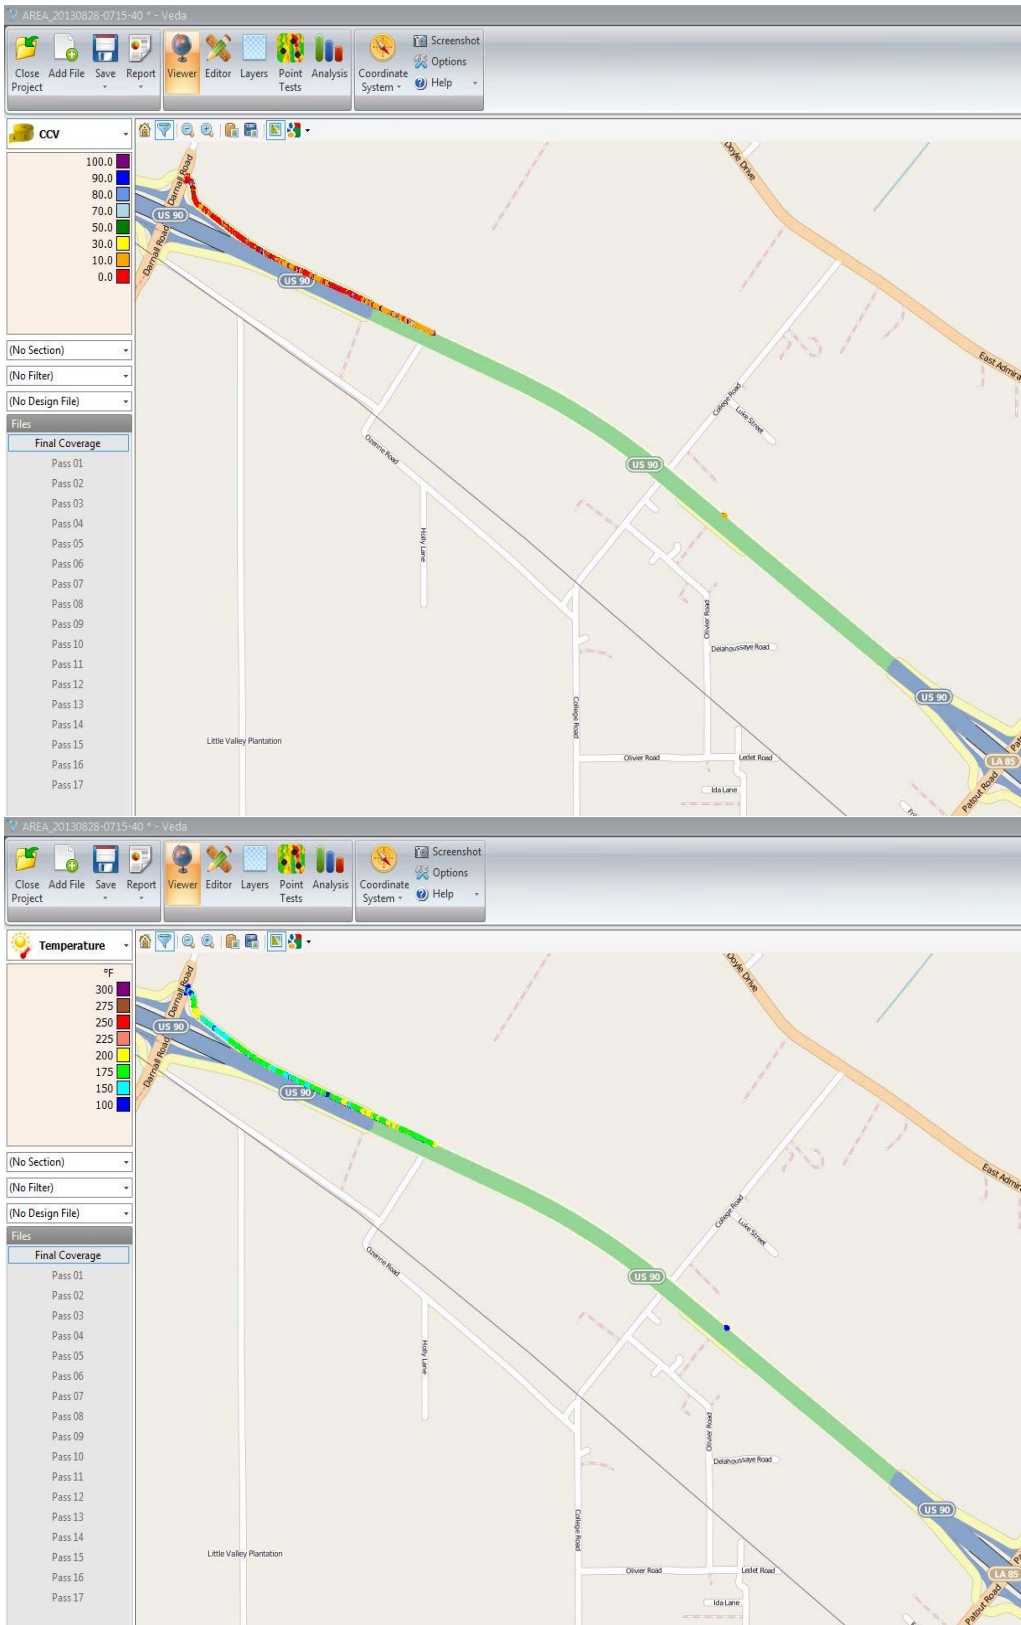 AREA_20130828-0715-40 * - Veda
Close Project
Add File
Save
Report
Viewer
Editor
Layers
Point Tests
Analysis
Coordinate System
Screenshot
Options
Help
CCV
100.0
90.0
80.0
70.0
50.0
30.0
10.0
0.0
(No Section)
(No Filter)
(No Design File)
Files
Final Coverage
Pass 01
Pass 02
Pass 03
Pass 04
Pass 05
Pass 06
Pass 07
Pass 08
Pass 09
Pass 10
Pass 11
Pass 12
Pass 13
Pass 14
Pass 15
Pass 16
Pass 17
Darnall Road
US 90
Darnall Road
US 90
Doyle Drive
East Admira
College Road
Luke Street
Ozenne Road
US 90
Holly Lane
Olivier Road
Delahoussaye Road
College Road
US 90
Little Valley Plantation
Olivier Road
Ledet Road
Ida Lane
LA 85
Patout Road
AREA_20130828-0715-40 * - Veda
Close Project
Add File
Save
Report
Viewer
Editor
Layers
Point Tests
Analysis
Coordinate System
Screenshot
Options
Help
Temperature
°F
300
275
250
225
200
175
150
100
(No Section)
(No Filter)
(No Design File)
Files
Final Coverage
Pass 01
Pass 02
Pass 03
Pass 04
Pass 05
Pass 06
Pass 07
Pass 08
Pass 09
Pass 10
Pass 11
Pass 12
Pass 13
Pass 14
Pass 15
Pass 16
Pass 17
Darnall Road
US 90
Darnall Road
US 90
Doyle Drive
East Admira
College Road
Luke Street
Ozenne Road
US 90
Holly Lane
Olivier Road
Delahoussaye Road
College Road
US 90
Little Valley Plantation
Olivier Road
Ledet Road
Ida Lane
LA 85
Patout Road